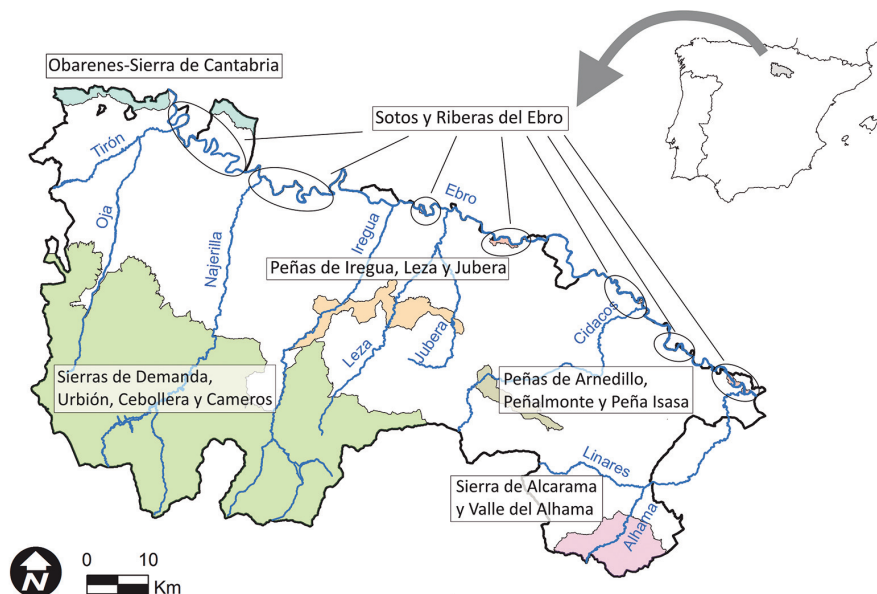 Obarenes-Sierra de Cantabria
Sotos y Riberas del Ebro
Tirón
Oja
Najerilla
Iregua
Ebro
Peñas de Iregua, Leza y Jubera
Leza
Jubera
Cidacos
Sierras de Demanda,
Urbión, Cebollera y Cameros
Peñas de Arnedillo,
Peñalmonte y Peña Isasa
Linares
Sierra de Alcarama
y Valle del Alhama
Alhama
N
0 10
Km